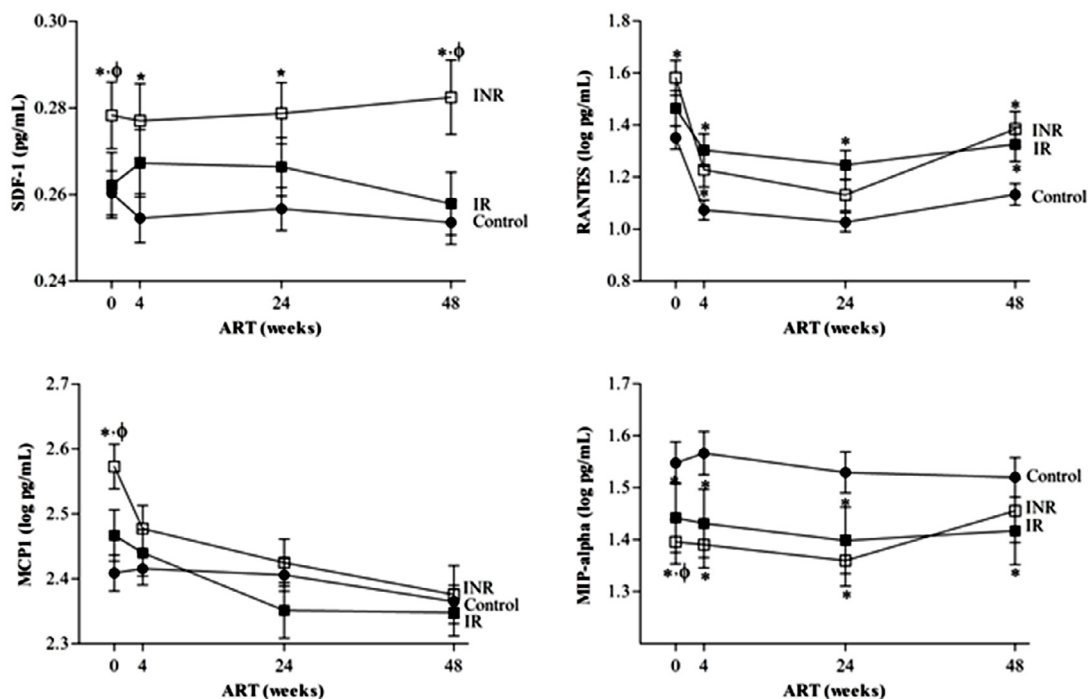 SDF-1 (pg/mL)
0.30
0.28
0.26
0.24
*·ϕ
*
*
*·ϕ
INR
IR
Control
0
4
24
48
ART (weeks)
RANTES (log pg/mL)
1.8
1.6
1.4
1.2
1.0
0.8
*
*
*
*
*
*
INR
IR
Control
0
4
24
48
ART (weeks)
MCP1 (log pg/mL)
2.7
2.6
2.5
2.4
2.3
*·ϕ
INR
Control
IR
0
4
24
48
ART (weeks)
MIP-alpha (log pg/mL)
1.7
1.6
1.5
1.4
1.3
Control
*
*
*
INR
IR
*·ϕ
*
*
*
0
4
24
48
ART (weeks)